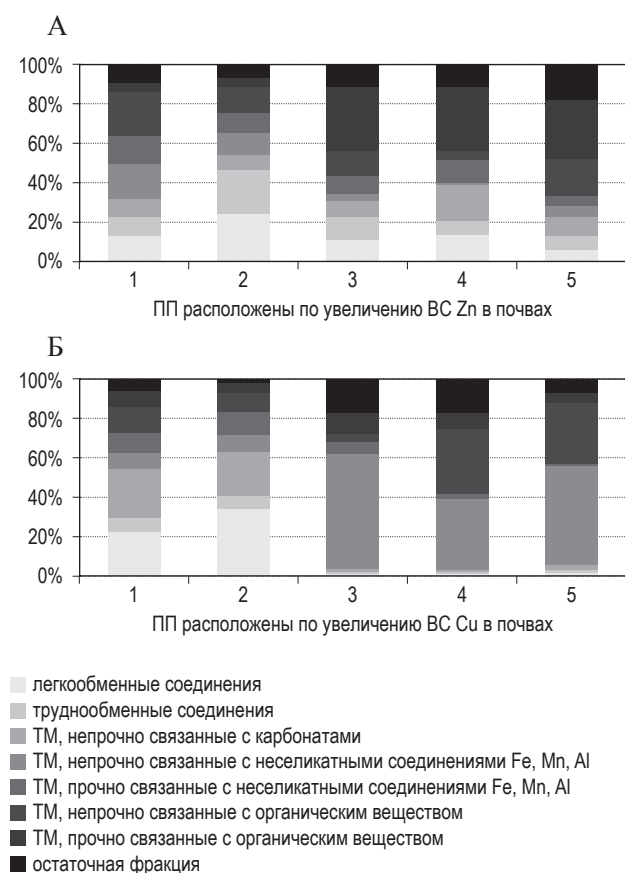 А
100%
80%
60%
40%
20%
0%
1 2 3 4 5
ПП расположены по увеличению ВС Zn в почвах
Б
100%
80%
60%
40%
20%
0%
1 2 3 4 5
ПП расположены по увеличению ВС Cu в почвах
легкообменные соединения
труднообменные соединения
ТМ, непрочно связанные с карбонатами
ТМ, непрочно связанные с неселикатными соединениями Fe, Mn, Al
ТМ, прочно связанные с неселикатными соединениями Fe, Mn, Al
ТМ, непрочно связанные с органическим веществом
ТМ, прочно связанные с органическим веществом
остаточная фракция